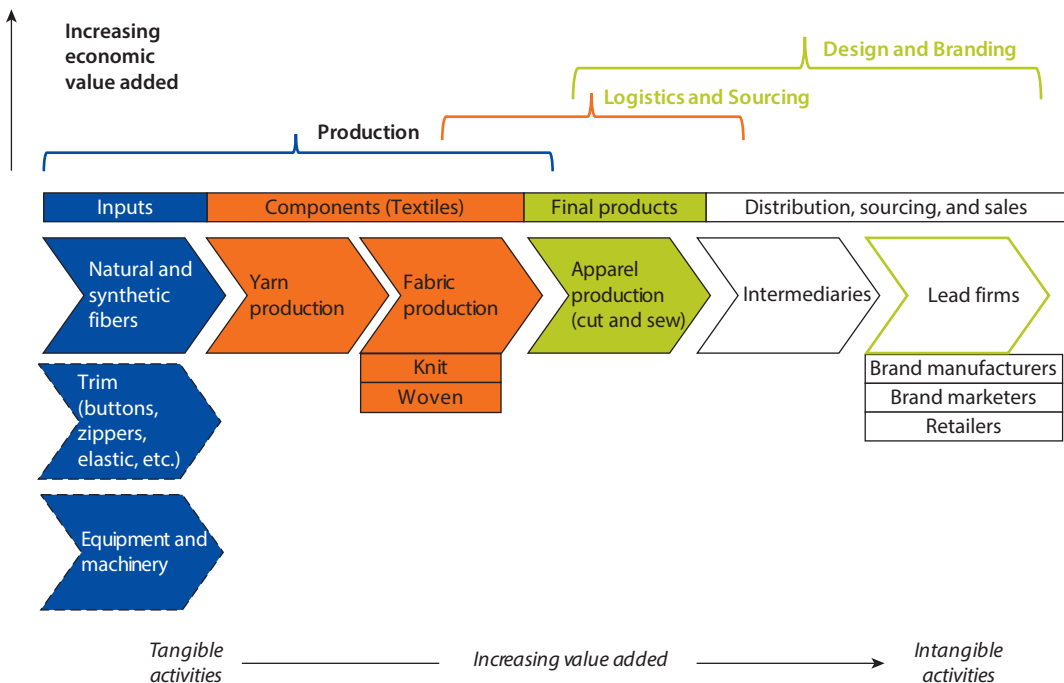 Increasing
economic
value added
Design and Branding
Logistics and Sourcing
Production
Inputs
Components (Textiles)
Final products
Distribution, sourcing, and sales
Natural and
synthetic
fibers
Yarn
production
Fabric
production
Apparel
production
(cut and sew)
Intermediaries
Lead firms
Knit
Woven
Brand manufacturers
Brand marketers
Retailers
Trim
(buttons,
zippers,
elastic, etc.)
Equipment and
machinery
Tangible
activities
Increasing value added
Intangible
activities